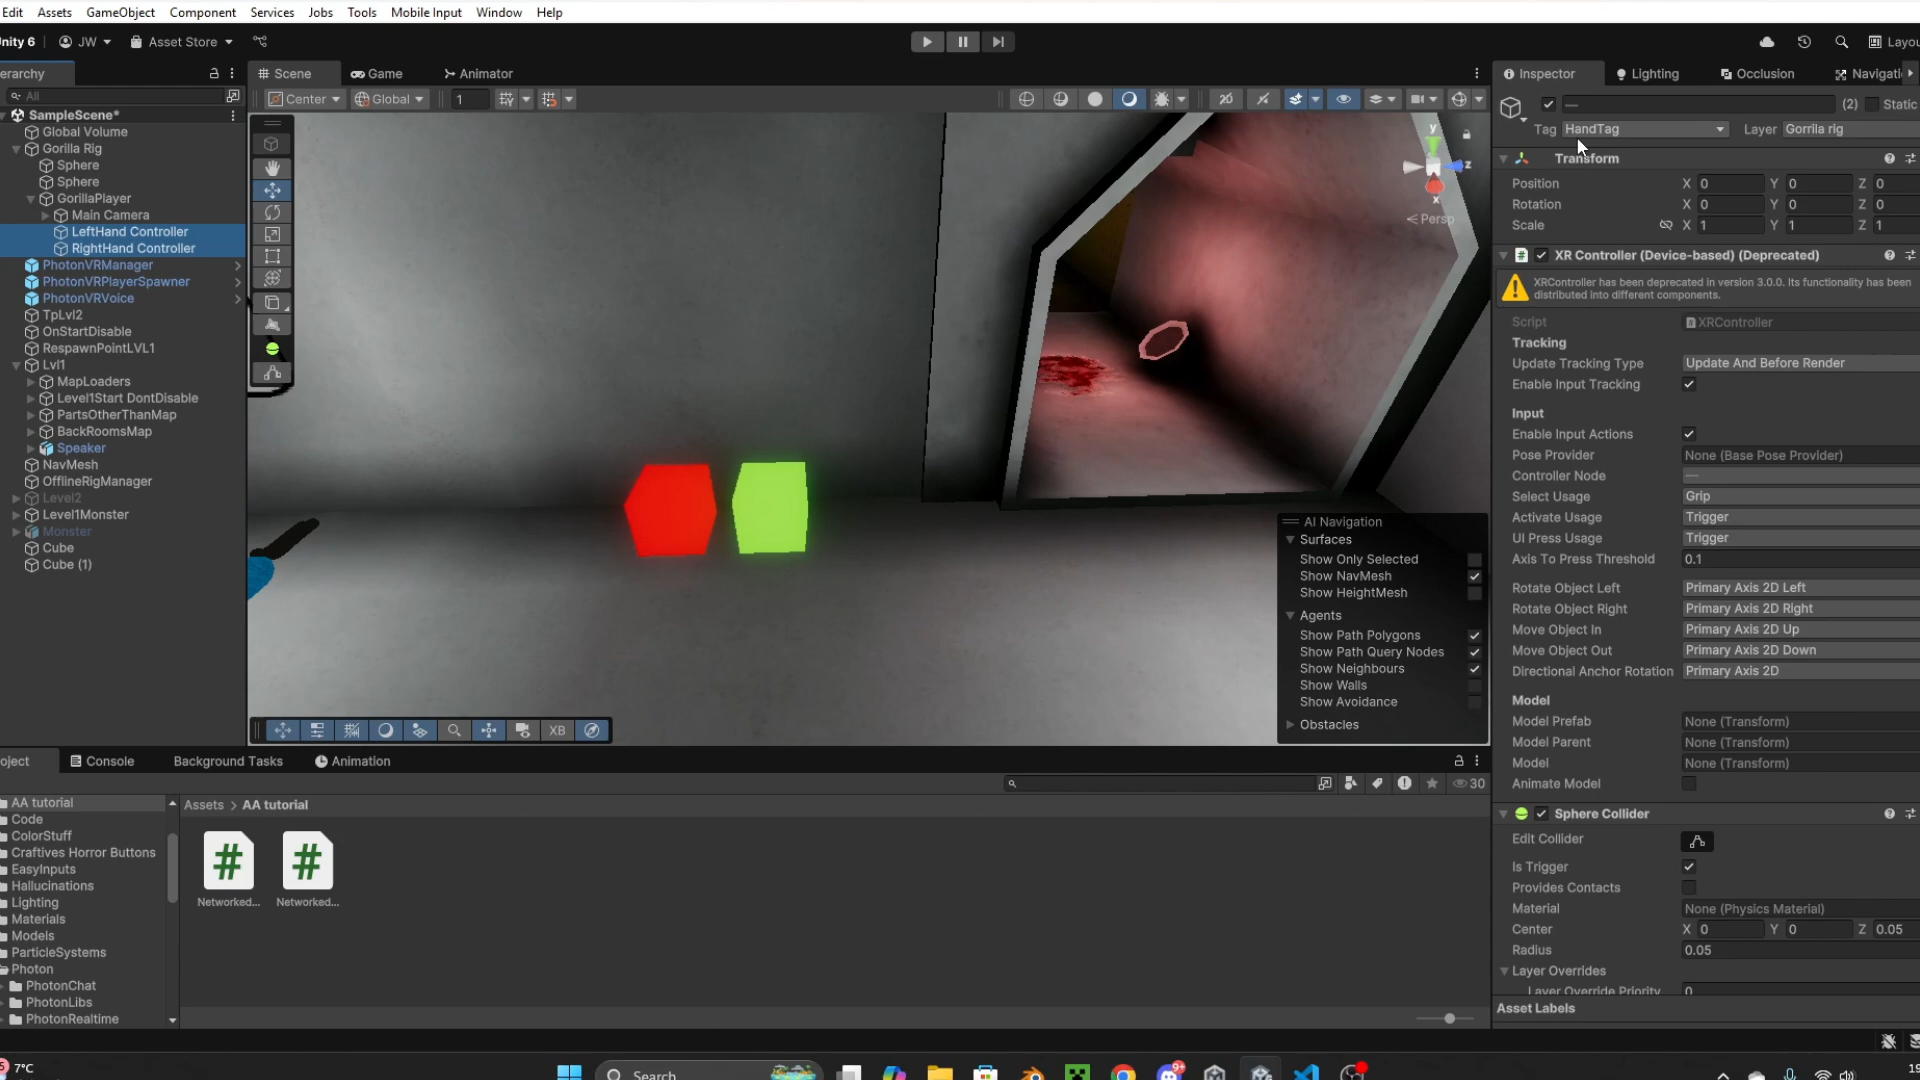 Edit Assets GameObject Component Services Jobs Tools Mobile Input Window Help
Unity 6 JW Asset Store Layou
erarchy Scene Game Animator Inspector Lighting Occlusion Navigati
All Center Global 1 2D — (2) Static
Tag HandTag Layer Gorrila rig
SampleScene*
Global Volume
Gorilla Rig
Sphere
Sphere
GorillaPlayer
Main Camera
LeftHand Controller
RightHand Controller
PhotonVRManager
PhotonVRPlayerSpawner
PhotonVRVoice
TpLvl2
OnStartDisable
RespawnPointLVL1
Lvl1
MapLoaders
Level1Start DontDisable
PartsOtherThanMap
BackRoomsMap
Speaker
NavMesh
OfflineRigManager
Level2
Level1Monster
Monster
Cube
Cube (1)
y
z
x
Persp
AI Navigation
Surfaces
Show Only Selected
Show NavMesh
Show HeightMesh
Agents
Show Path Polygons
Show Path Query Nodes
Show Neighbours
Show Walls
Show Avoidance
Obstacles
XB
Transform
Position X 0 Y 0 Z 0
Rotation X 0 Y 0 Z 0
Scale X 1 Y 1 Z 1
XR Controller (Device-based) (Deprecated)
XRController has been deprecated in version 3.0.0. Its functionality has been
distributed into different components.
Script XRController
Tracking
Update Tracking Type Update And Before Render
Enable Input Tracking
Input
Enable Input Actions
Pose Provider None (Base Pose Provider)
Controller Node —
Select Usage Grip
Activate Usage Trigger
UI Press Usage Trigger
Axis To Press Threshold 0.1
Rotate Object Left Primary Axis 2D Left
Rotate Object Right Primary Axis 2D Right
Move Object In Primary Axis 2D Up
Move Object Out Primary Axis 2D Down
Directional Anchor Rotation Primary Axis 2D
Model
Model Prefab None (Transform)
Model Parent None (Transform)
Model None (Transform)
Animate Model
Sphere Collider
Edit Collider
Is Trigger
Provides Contacts
Material None (Physics Material)
Center X 0 Y 0 Z 0.05
Radius 0.05
Layer Overrides
Layer Override Priority 0
Asset Labels
oject Console Background Tasks Animation
30
Assets > AA tutorial
AA tutorial
Code
ColorStuff
Craftives Horror Buttons
EasyInputs
Hallucinations
Lighting
Materials
Models
ParticleSystems
Photon
PhotonChat
PhotonLibs
PhotonRealtime
Networked... Networked...
7°C Search 9+ 19